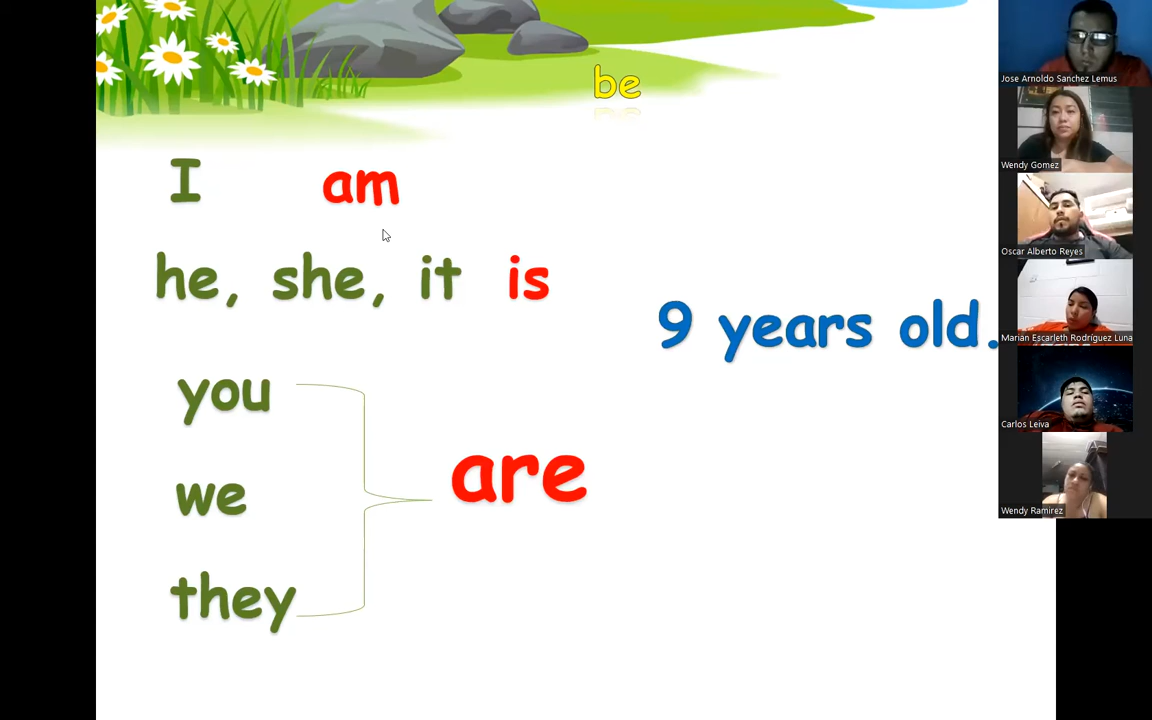 be
I am
he, she, it is
9 years old.
you
we
are
they
Jose Arnoldo Sanchez Lemus
Wendy Gomez
Oscar Alberto Reyes
Marian Escarleth Rodríguez Luna
Carlos Leiva
Wendy Ramirez